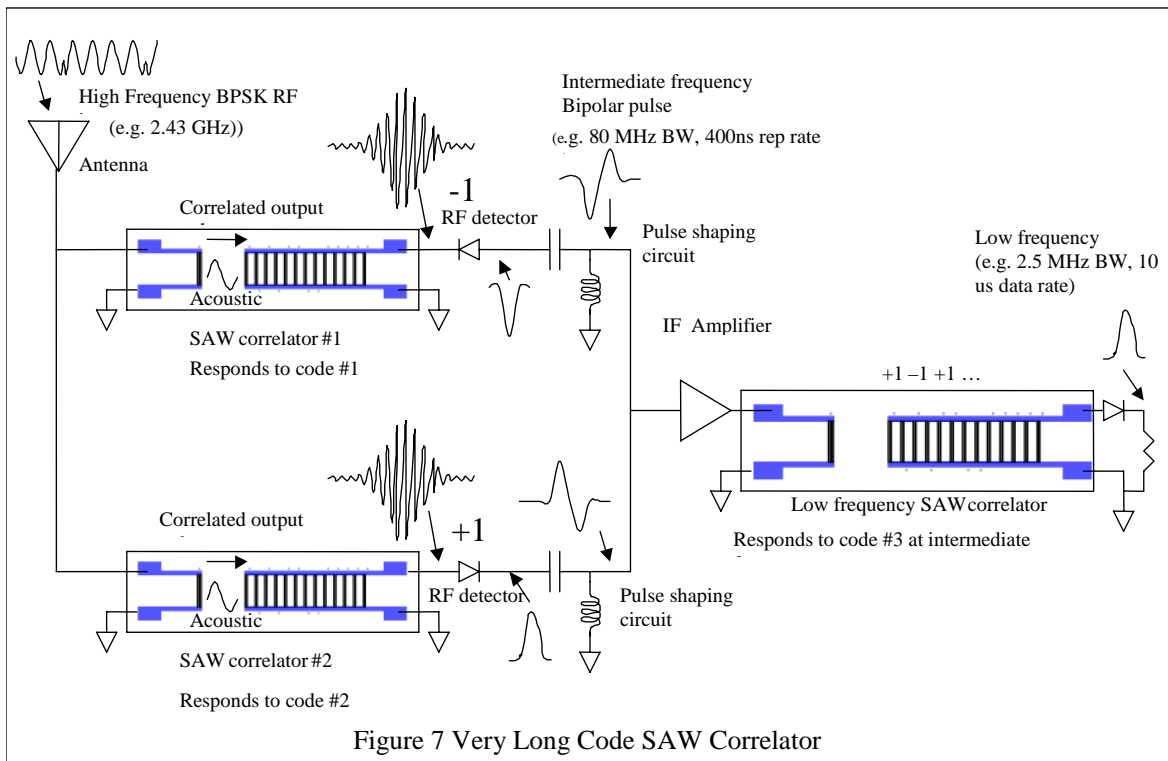 High Frequency BPSK RF
(e.g. 2.43 GHz))
Antenna
Intermediate frequency
Bipolar pulse
(e.g. 80 MHz BW, 400ns rep rate
-1
RF detector
Correlated output
Acoustic
SAW correlator #1
Responds to code #1
Pulse shaping
circuit
Low frequency
(e.g. 2.5 MHz BW, 10
us data rate)
IF Amplifier
+1 –1 +1 …
Low frequency SAW correlator
Responds to code #3 at intermediate
Correlated output
+1
RF detector
Acoustic
SAW correlator #2
Responds to code #2
Pulse shaping
circuit
Figure 7 Very Long Code SAW Correlator